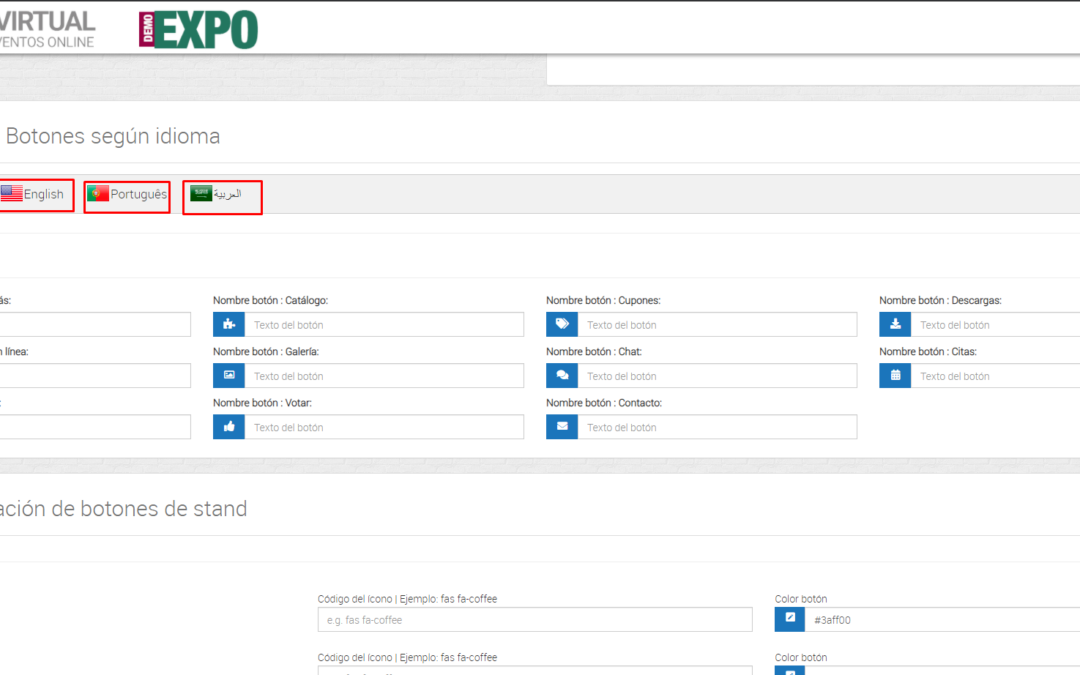 VIRTUAL
VENTOS ONLINE
DEMO
EXPO
Botones según idioma
English
Português
العربية
ás:
Nombre botón : Catálogo:
Nombre botón : Cupones:
Nombre botón : Descargas:
Texto del botón
Texto del botón
Texto del botón
n línea:
Nombre botón : Galería:
Nombre botón : Chat:
Nombre botón : Citas:
Texto del botón
Texto del botón
Texto del botón
:
Nombre botón : Votar:
Nombre botón : Contacto:
Texto del botón
Texto del botón
ación de botones de stand
Código del ícono | Ejemplo: fas fa-coffee
Color botón
e.g. fas fa-coffee
#3aff00
Código del ícono | Ejemplo: fas fa-coffee
Color botón